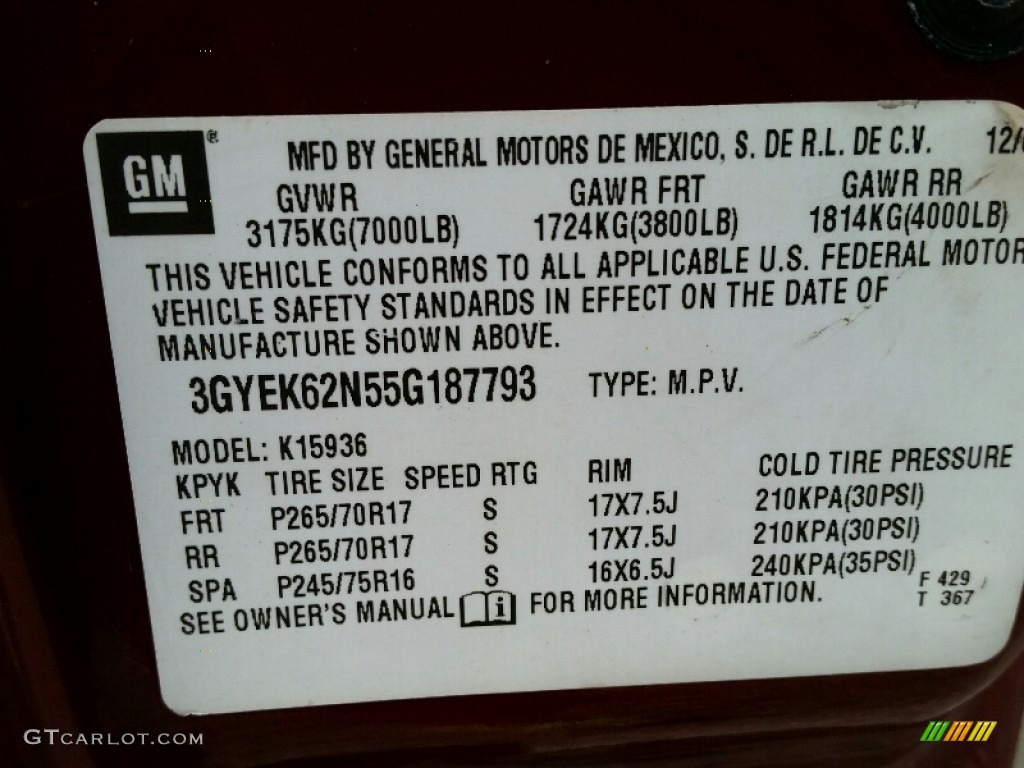 GM®
MFD BY GENERAL MOTORS DE MEXICO, S. DE R.L. DE C.V. 12/
GVWR GAWR FRT GAWR RR
3175KG(7000LB) 1724KG(3800LB) 1814KG(4000LB)
THIS VEHICLE CONFORMS TO ALL APPLICABLE U.S. FEDERAL MOTOR
VEHICLE SAFETY STANDARDS IN EFFECT ON THE DATE OF
MANUFACTURE SHOWN ABOVE.
3GYEK62N55G187793 TYPE: M.P.V.
MODEL: K15936
KPYK TIRE SIZE SPEED RTG RIM COLD TIRE PRESSURE
FRT P265/70R17 S 17X7.5J 210KPA(30PSI)
RR P265/70R17 S 17X7.5J 210KPA(30PSI)
SPA P245/75R16 S 16X6.5J 240KPA(35PSI)
F 429
T 367
SEE OWNER'S MANUAL i FOR MORE INFORMATION.
GTCARLOT.COM